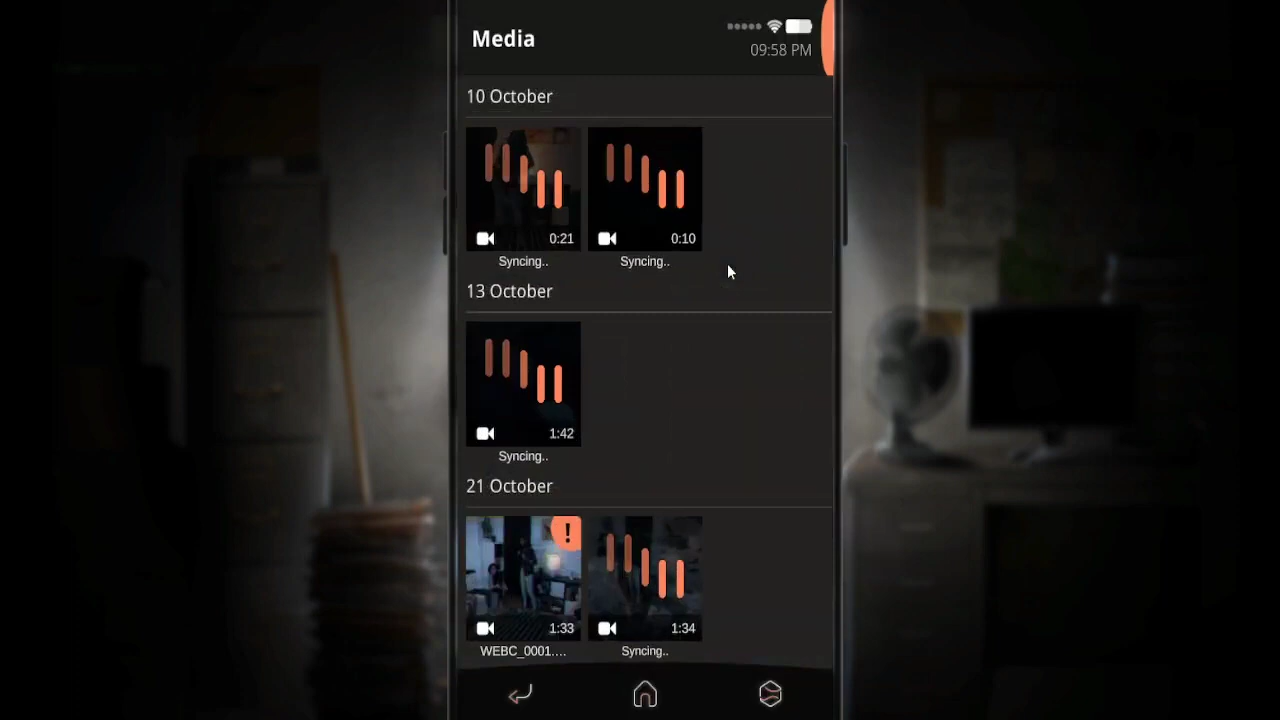 Media
09:58 PM
10 October
0:21 0:10
Syncing.. Syncing..
13 October
1:42
Syncing..
21 October
!
1:33 1:34
WEBC_0001.... Syncing..